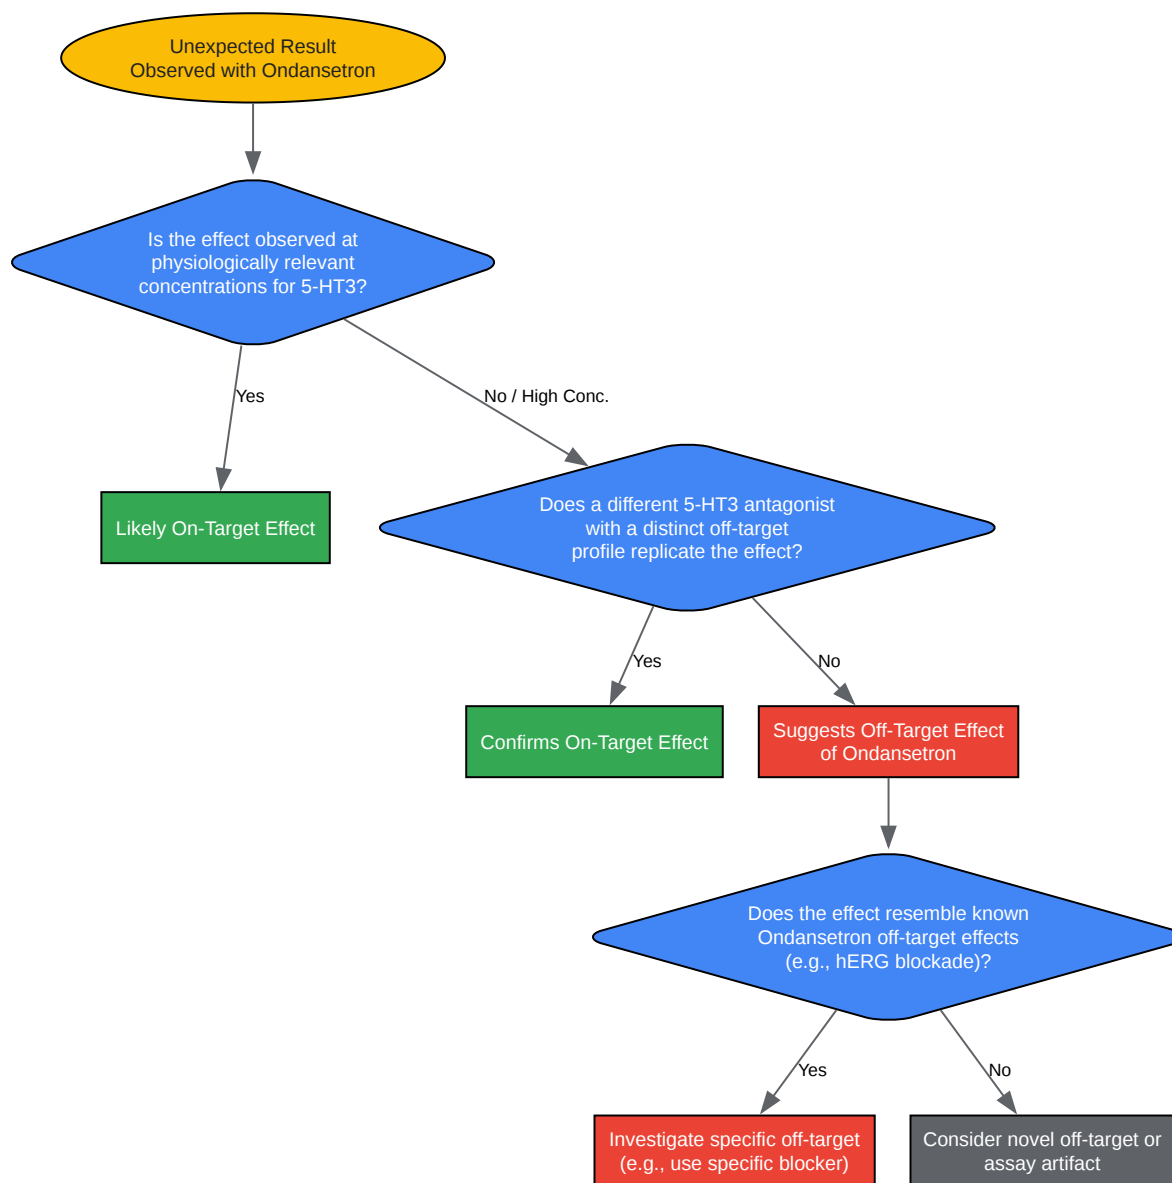 Unexpected Result
Observed with Ondansetron
Is the effect observed at
physiologically relevant
concentrations for 5-HT3?
Yes
No / High Conc.
Likely On-Target Effect
Does a different 5-HT3 antagonist
with a distinct off-target
profile replicate the effect?
Yes
No
Confirms On-Target Effect
Suggests Off-Target Effect
of Ondansetron
Does the effect resemble known
Ondansetron off-target effects
(e.g., hERG blockade)?
Yes
No
Investigate specific off-target
(e.g., use specific blocker)
Consider novel off-target or
assay artifact